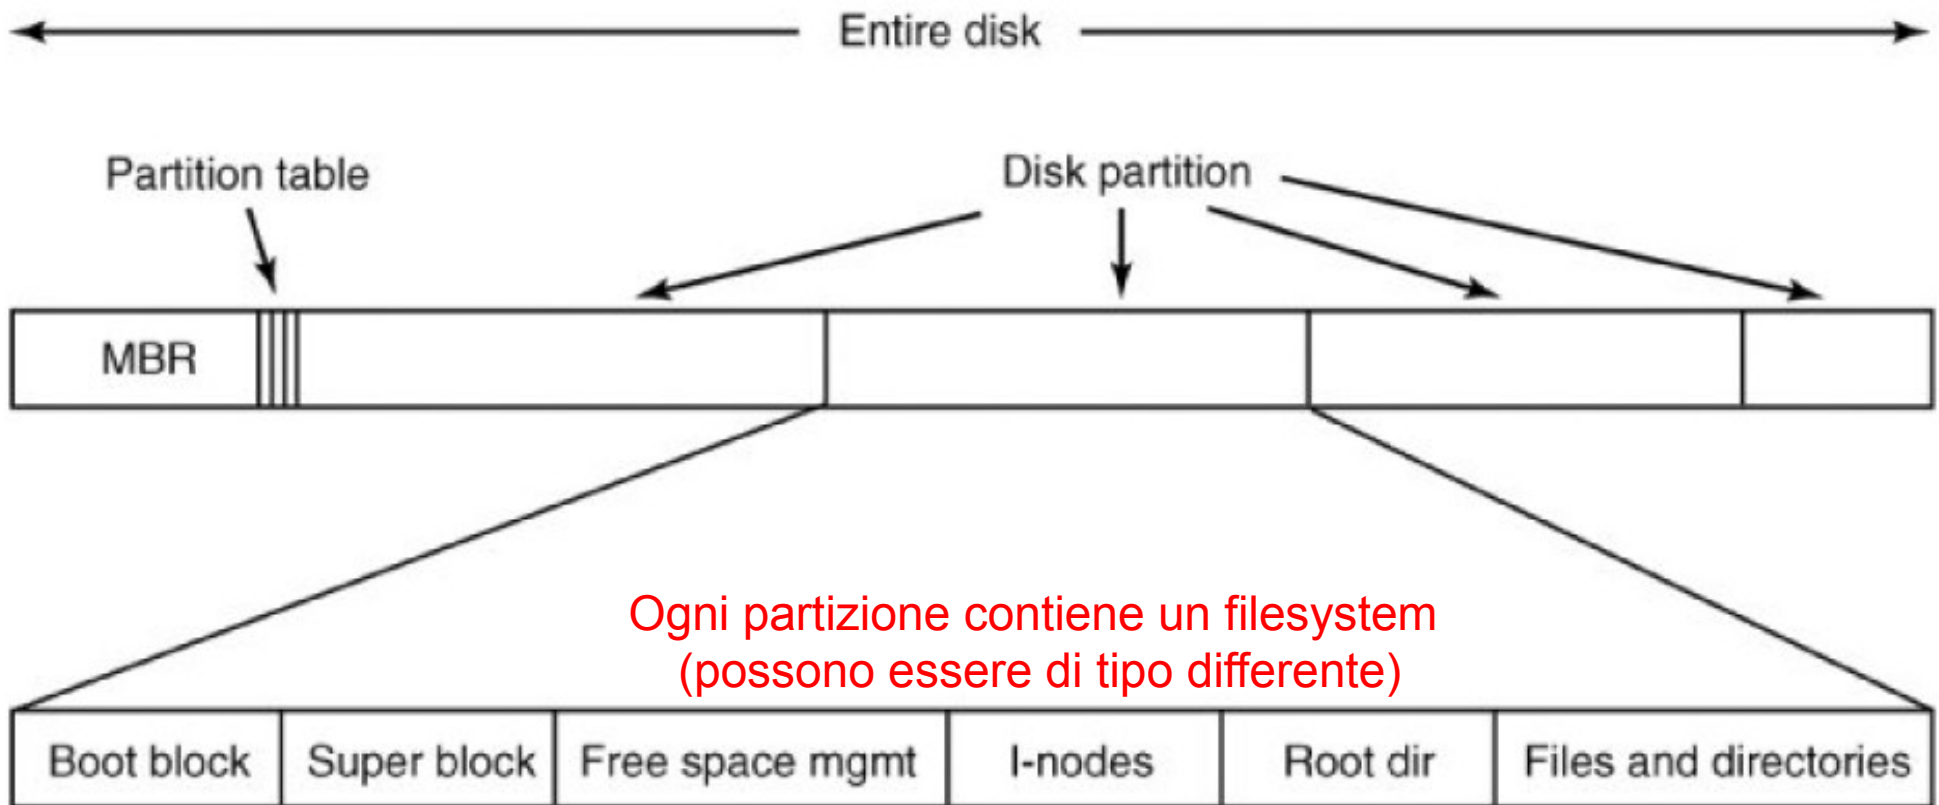 Entire disk
Partition table
Disk partition
MBR
Ogni partizione contiene un filesystem
(possono essere di tipo differente)
Boot block
Super block
Free space mgmt
I-nodes
Root dir
Files and directories